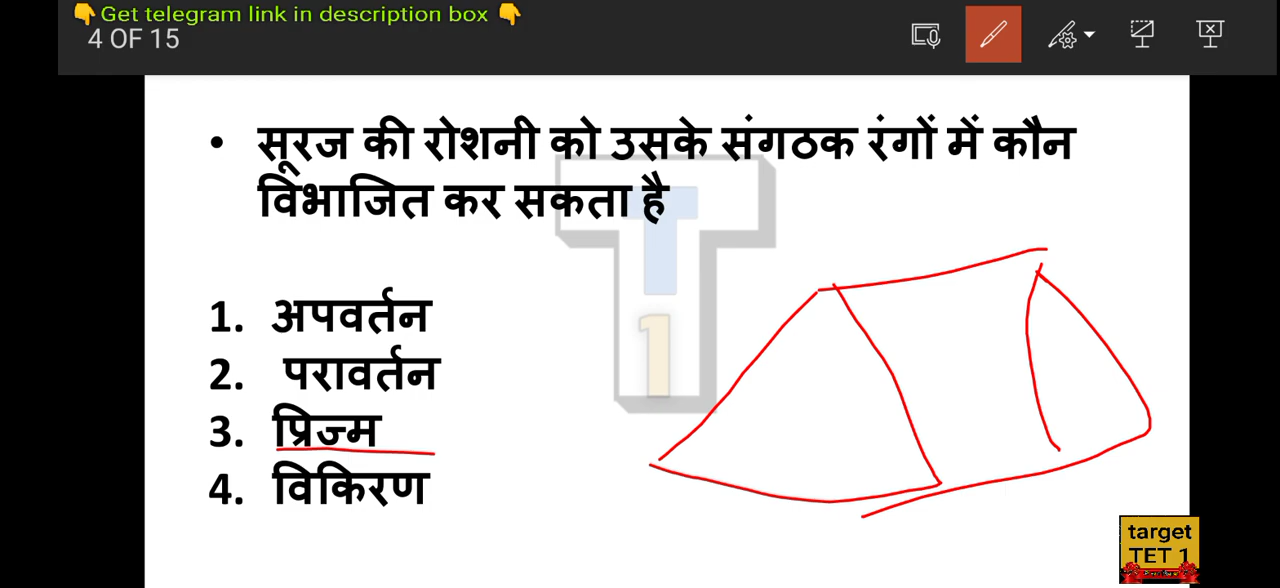 👇Get telegram link in description box 👇
4 OF 15
• सूरज की रोशनी को उसके संगठक रंगों में कौन
विभाजित कर सकता है
1. अपवर्तन
2. परावर्तन
3. प्रिज्म
4. विकिरण
T
1
target
TET 1